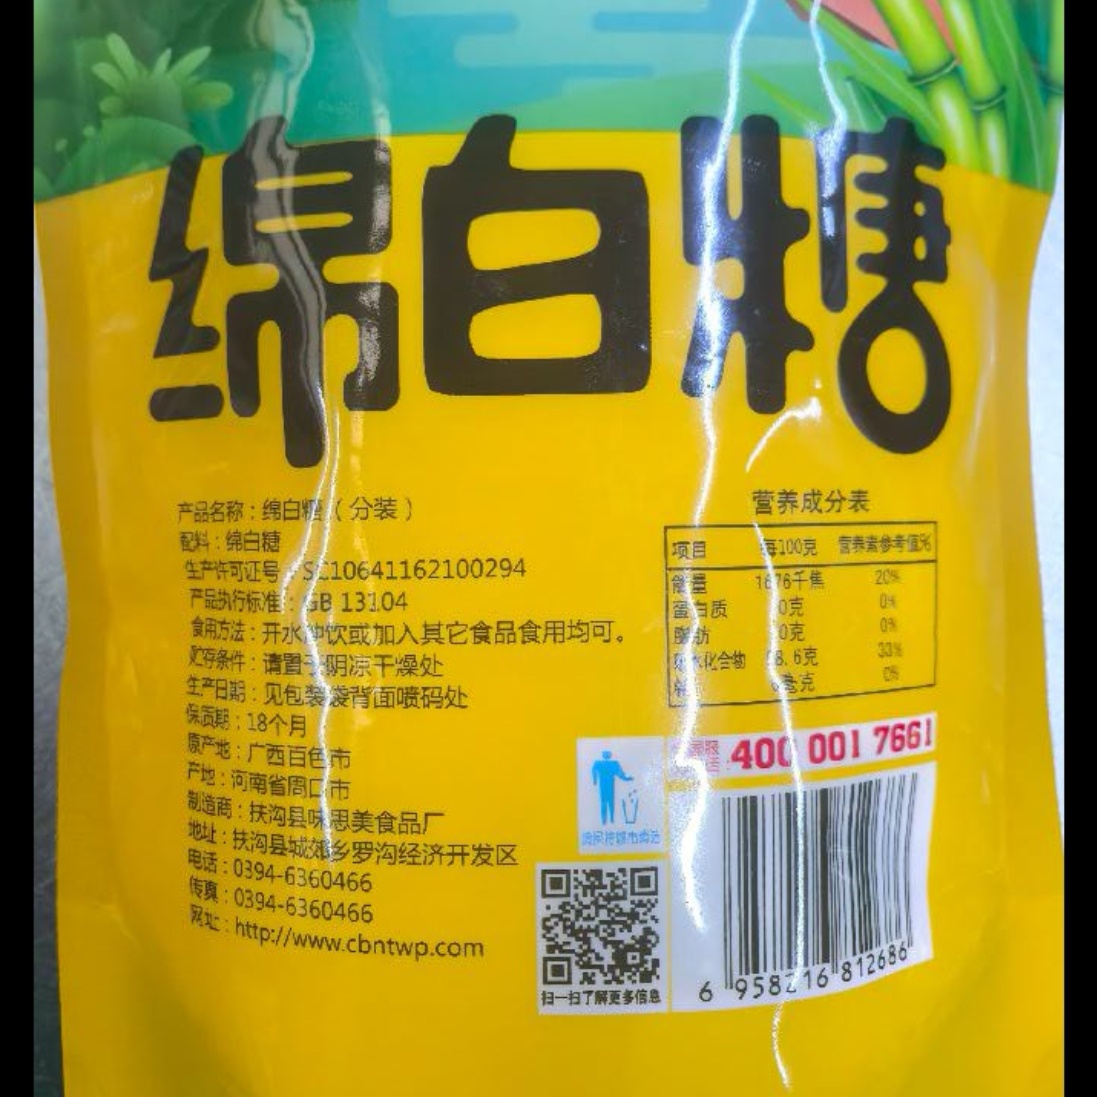 绵白糖
产品名称：绵白糖（分装）
配料：绵白糖
生产许可证号：SC10641162100294
产品执行标准：GB 13104
食用方法：开水冲饮或加入其它食品食用均可。
贮存条件：请置于阴凉干燥处
生产日期：见包装袋背面喷码处
保质期：18个月
原产地：广西百色市
产地：河南省周口市
制造商：扶沟县味思美食品厂
地址：扶沟县城郊乡罗沟经济开发区
电话：0394-6360466
传真：0394-6360466
网址：http://www.cbntwp.com
营养成分表
项目 每100克 营养素参考值%
能量 1676千焦 20%
蛋白质 0克 0%
脂肪 0克 0%
碳水化合物 98.6克 33%
钠 0毫克 0%
400 001 7661
请保持城市清洁
扫一扫了解更多信息
6 958216 812686